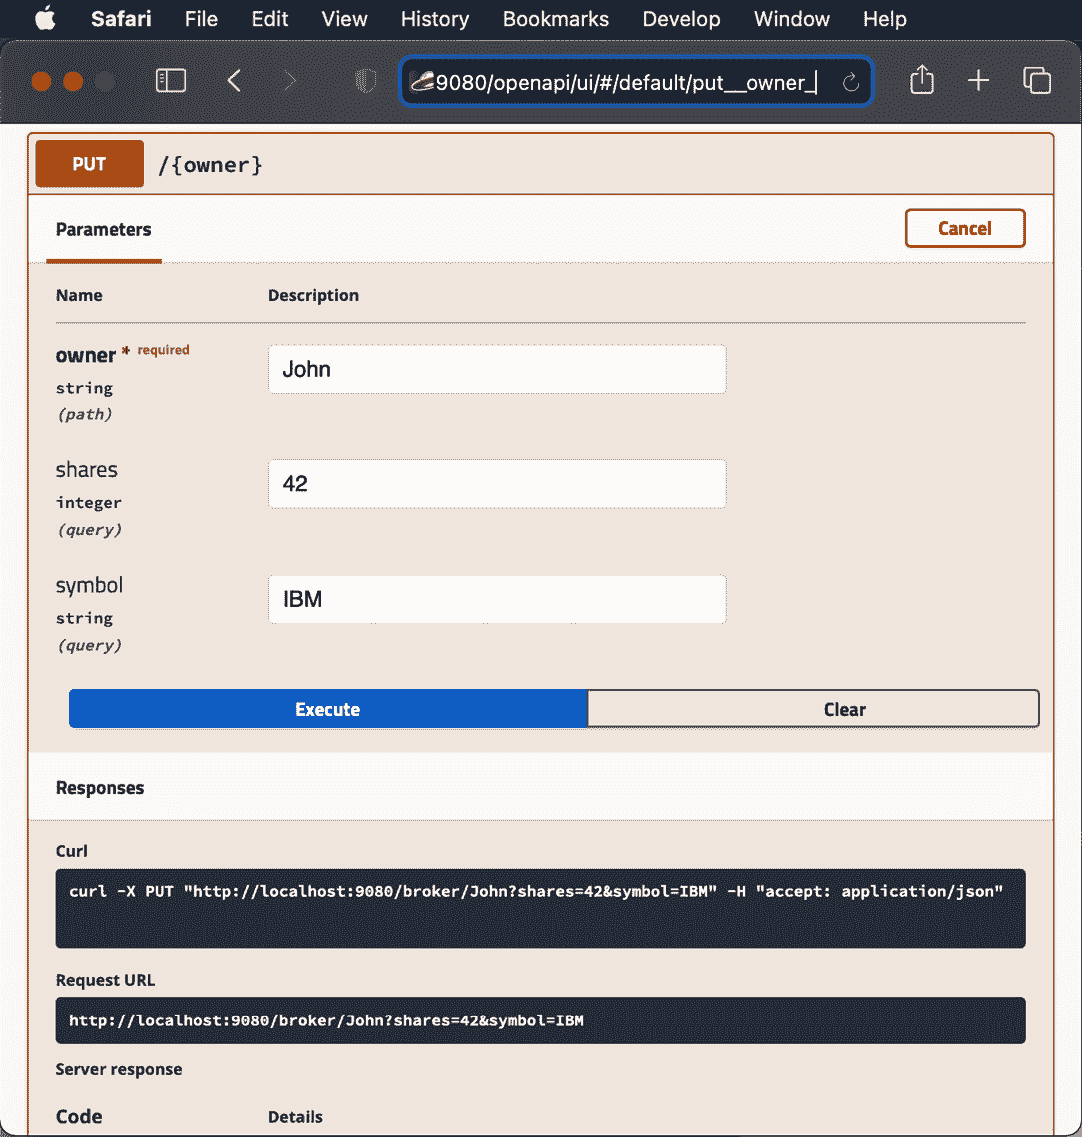 Safari File Edit View History Bookmarks Develop Window Help
9080/openapi/ui/#/default/put__owner_
PUT /{owner}
Parameters Cancel
Name Description
owner * required John
string
(path)
shares 42
integer
(query)
symbol IBM
string
(query)
Execute Clear
Responses
Curl
curl -X PUT "http://localhost:9080/broker/John?shares=42&symbol=IBM" -H "accept: application/json"
Request URL
http://localhost:9080/broker/John?shares=42&symbol=IBM
Server response
Code Details